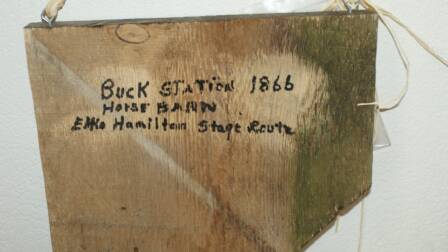 BUCK STATION 1866
HORSE BARN
Elko Hamilton Stage Route